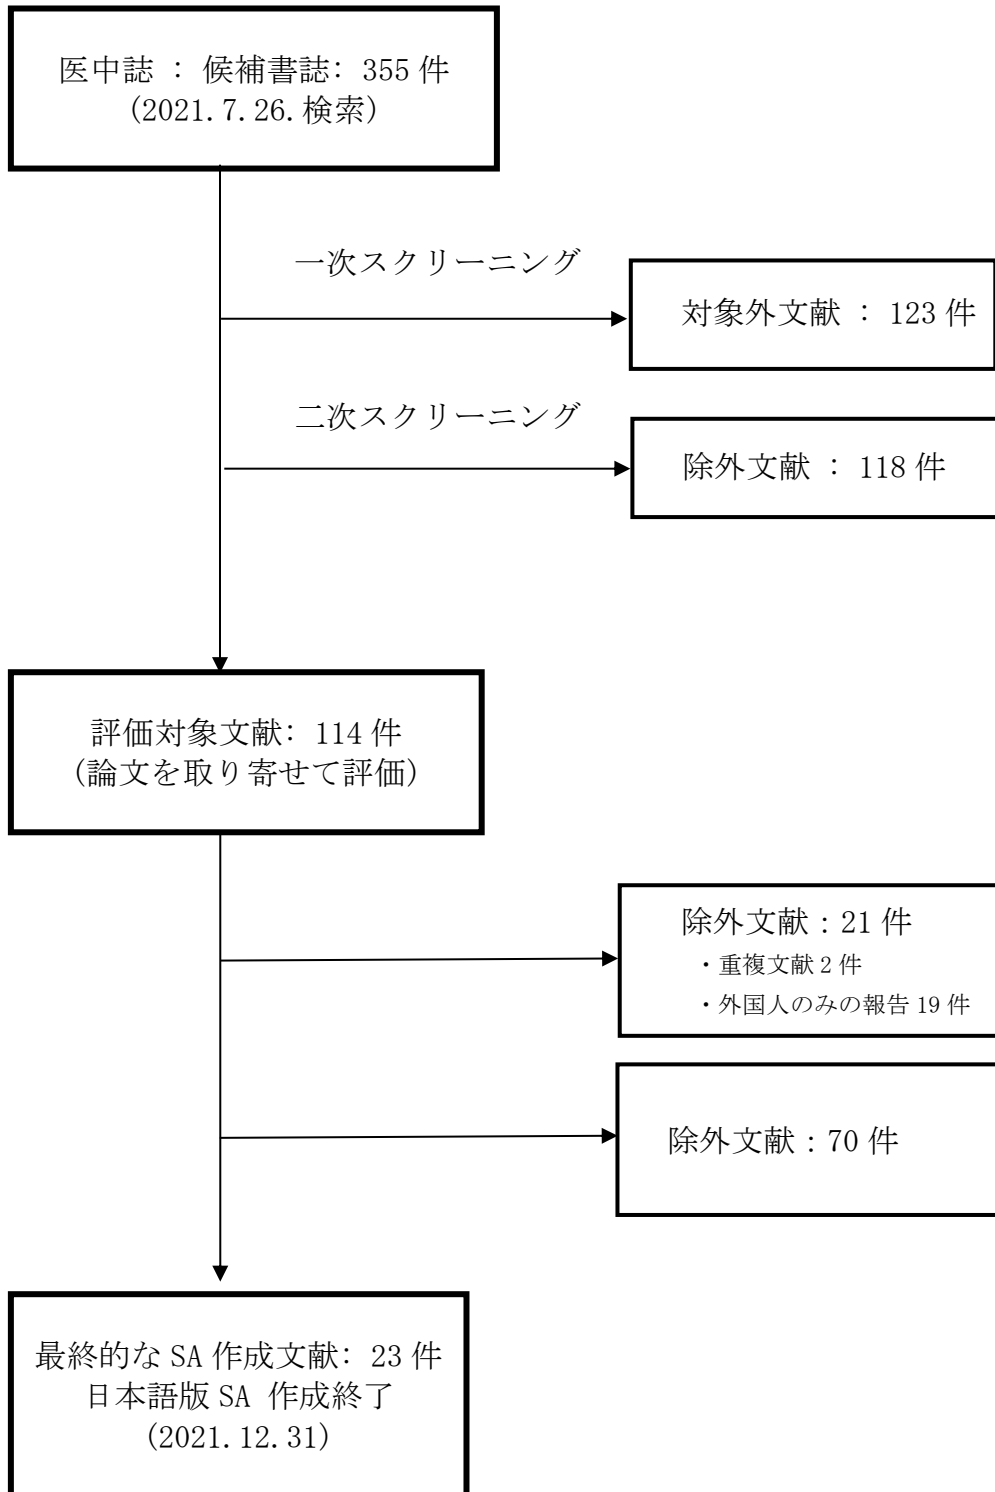 医中誌 : 候補書誌: 355 件
(2021.7.26.検索)
一次スクリーニング
対象外文献 : 123 件
二次スクリーニング
除外文献 : 118 件
評価対象文献: 114 件
(論文を取り寄せて評価)
除外文献：21 件
・重複文献 2 件
・外国人のみの報告 19 件
除外文献：70 件
最終的な SA 作成文献: 23 件
日本語版 SA 作成終了
(2021.12.31)